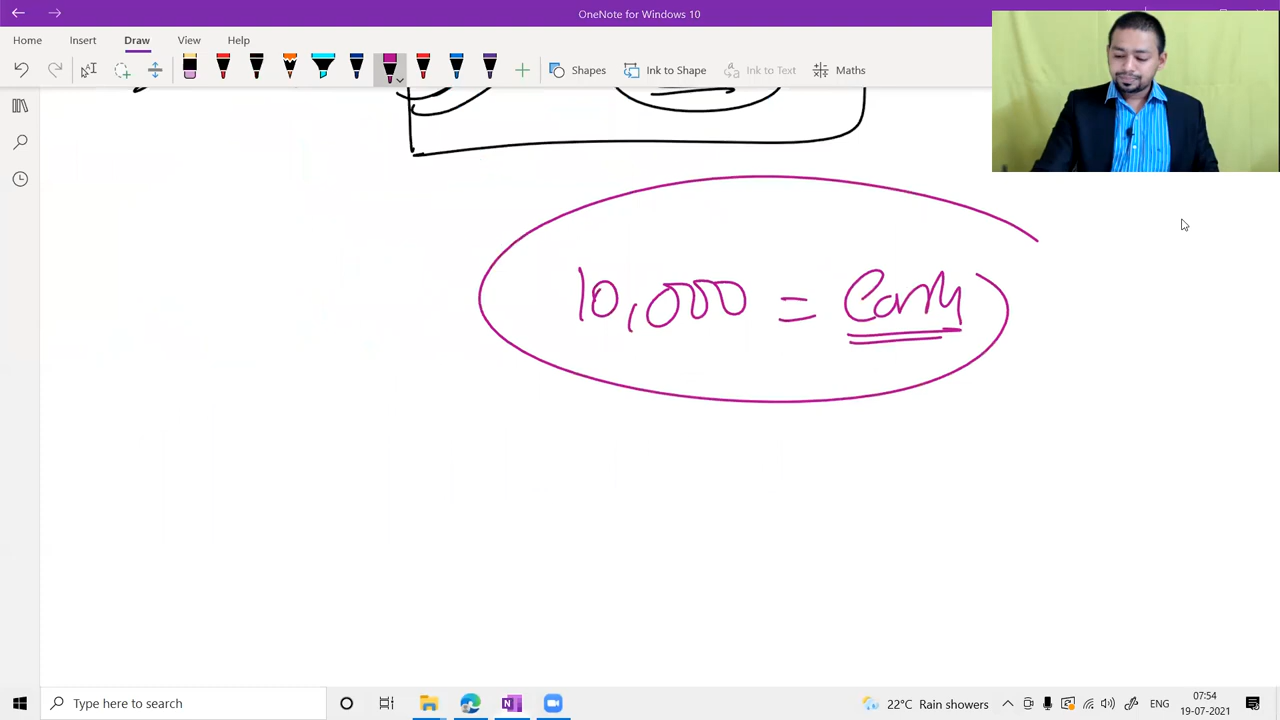 OneNote for Windows 10
Home Insert Draw View Help
Shapes Ink to Shape Ink to Text Maths
10,000 = Cash
Type here to search
22°C Rain showers
ENG
07:54
19-07-2021